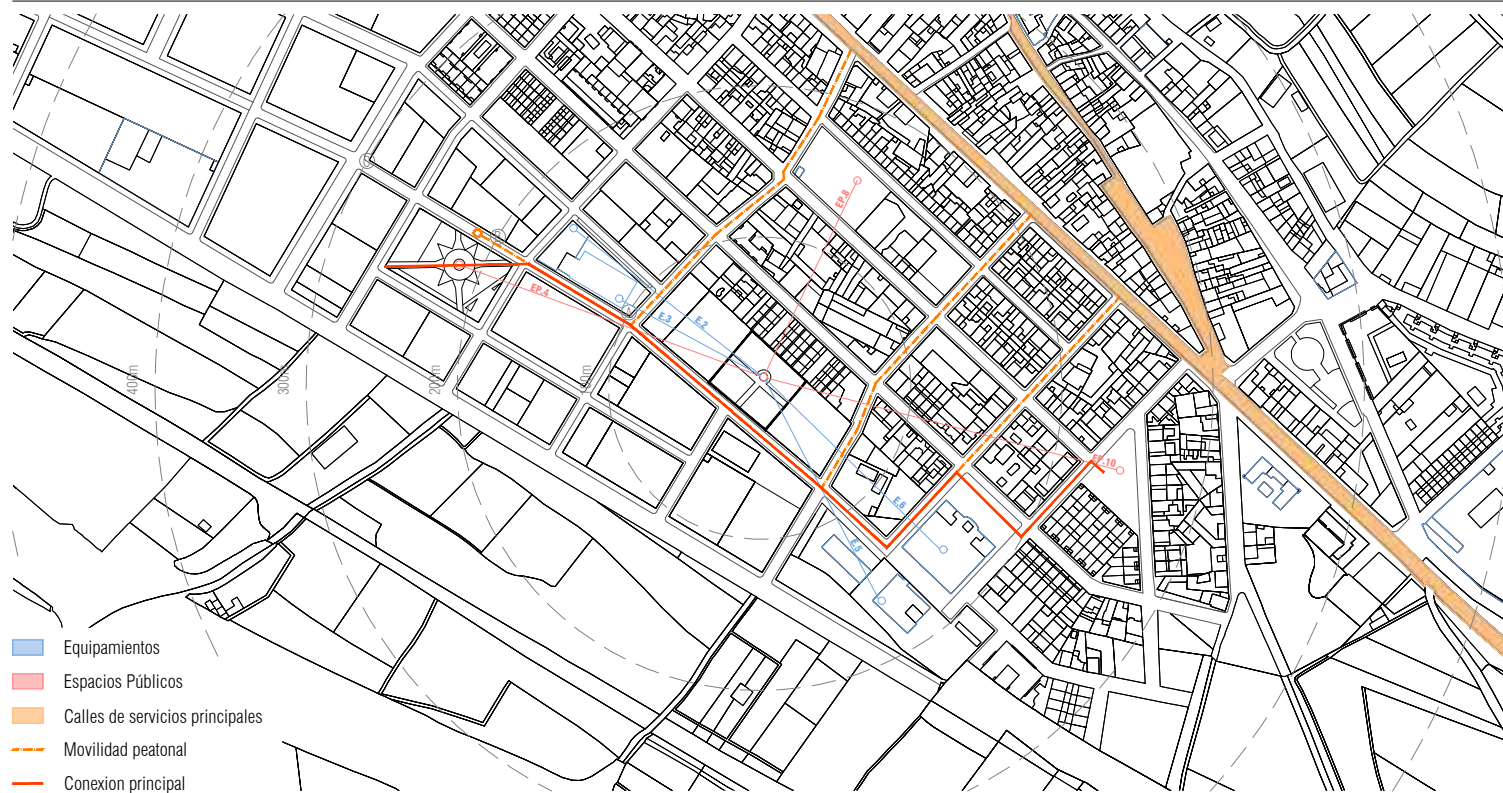 EP.8
EP.4
E.3
E.2
400m
300m
200m
EP.10
E.6
E.5
Equipamientos
Espacios Públicos
Calles de servicios principales
Movilidad peatonal
Conexion principal